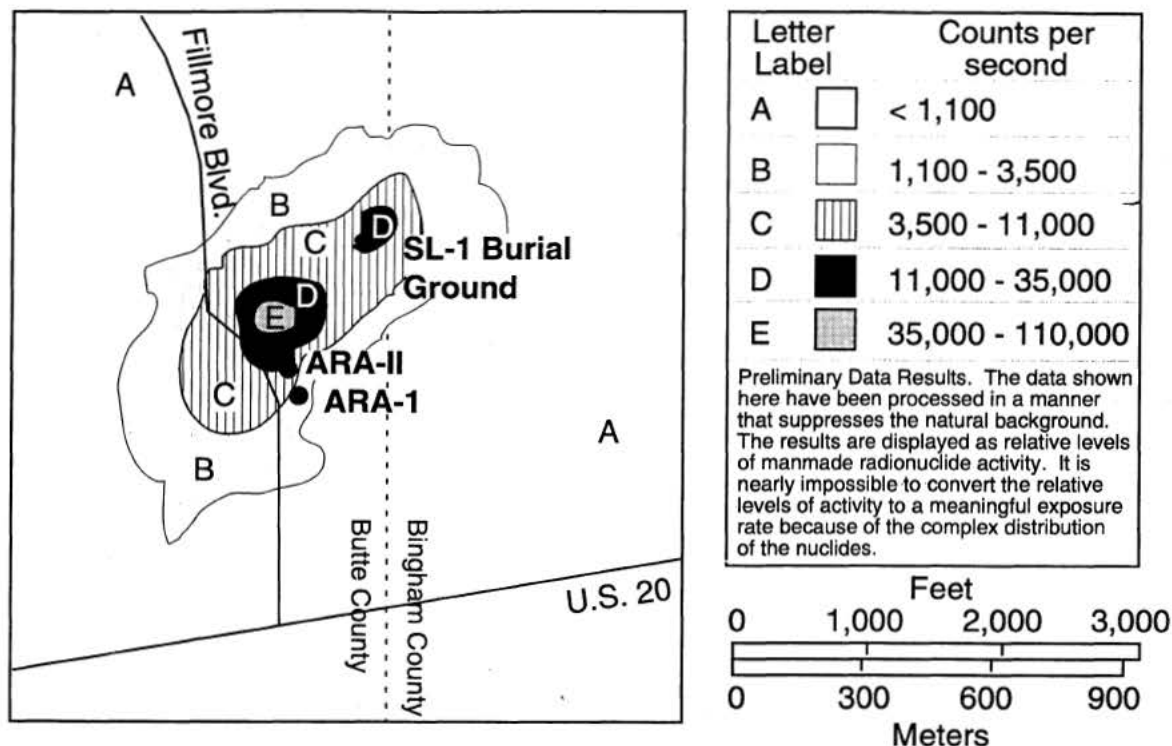 A
Fillmore Blvd.
B
C
D
SL-1 Burial
Ground
D
E
ARA-II
ARA-1
C
B
A
Butte County
Bingham County
U.S. 20
Letter Label
Counts per second
A < 1,100
B 1,100 - 3,500
C 3,500 - 11,000
D 11,000 - 35,000
E 35,000 - 110,000
Preliminary Data Results. The data shown
here have been processed in a manner
that suppresses the natural background.
The results are displayed as relative levels
of manmade radionuclide activity. It is
nearly impossible to convert the relative
levels of activity to a meaningful exposure
rate because of the complex distribution
of the nuclides.
Feet
0 1,000 2,000 3,000
0 300 600 900
Meters